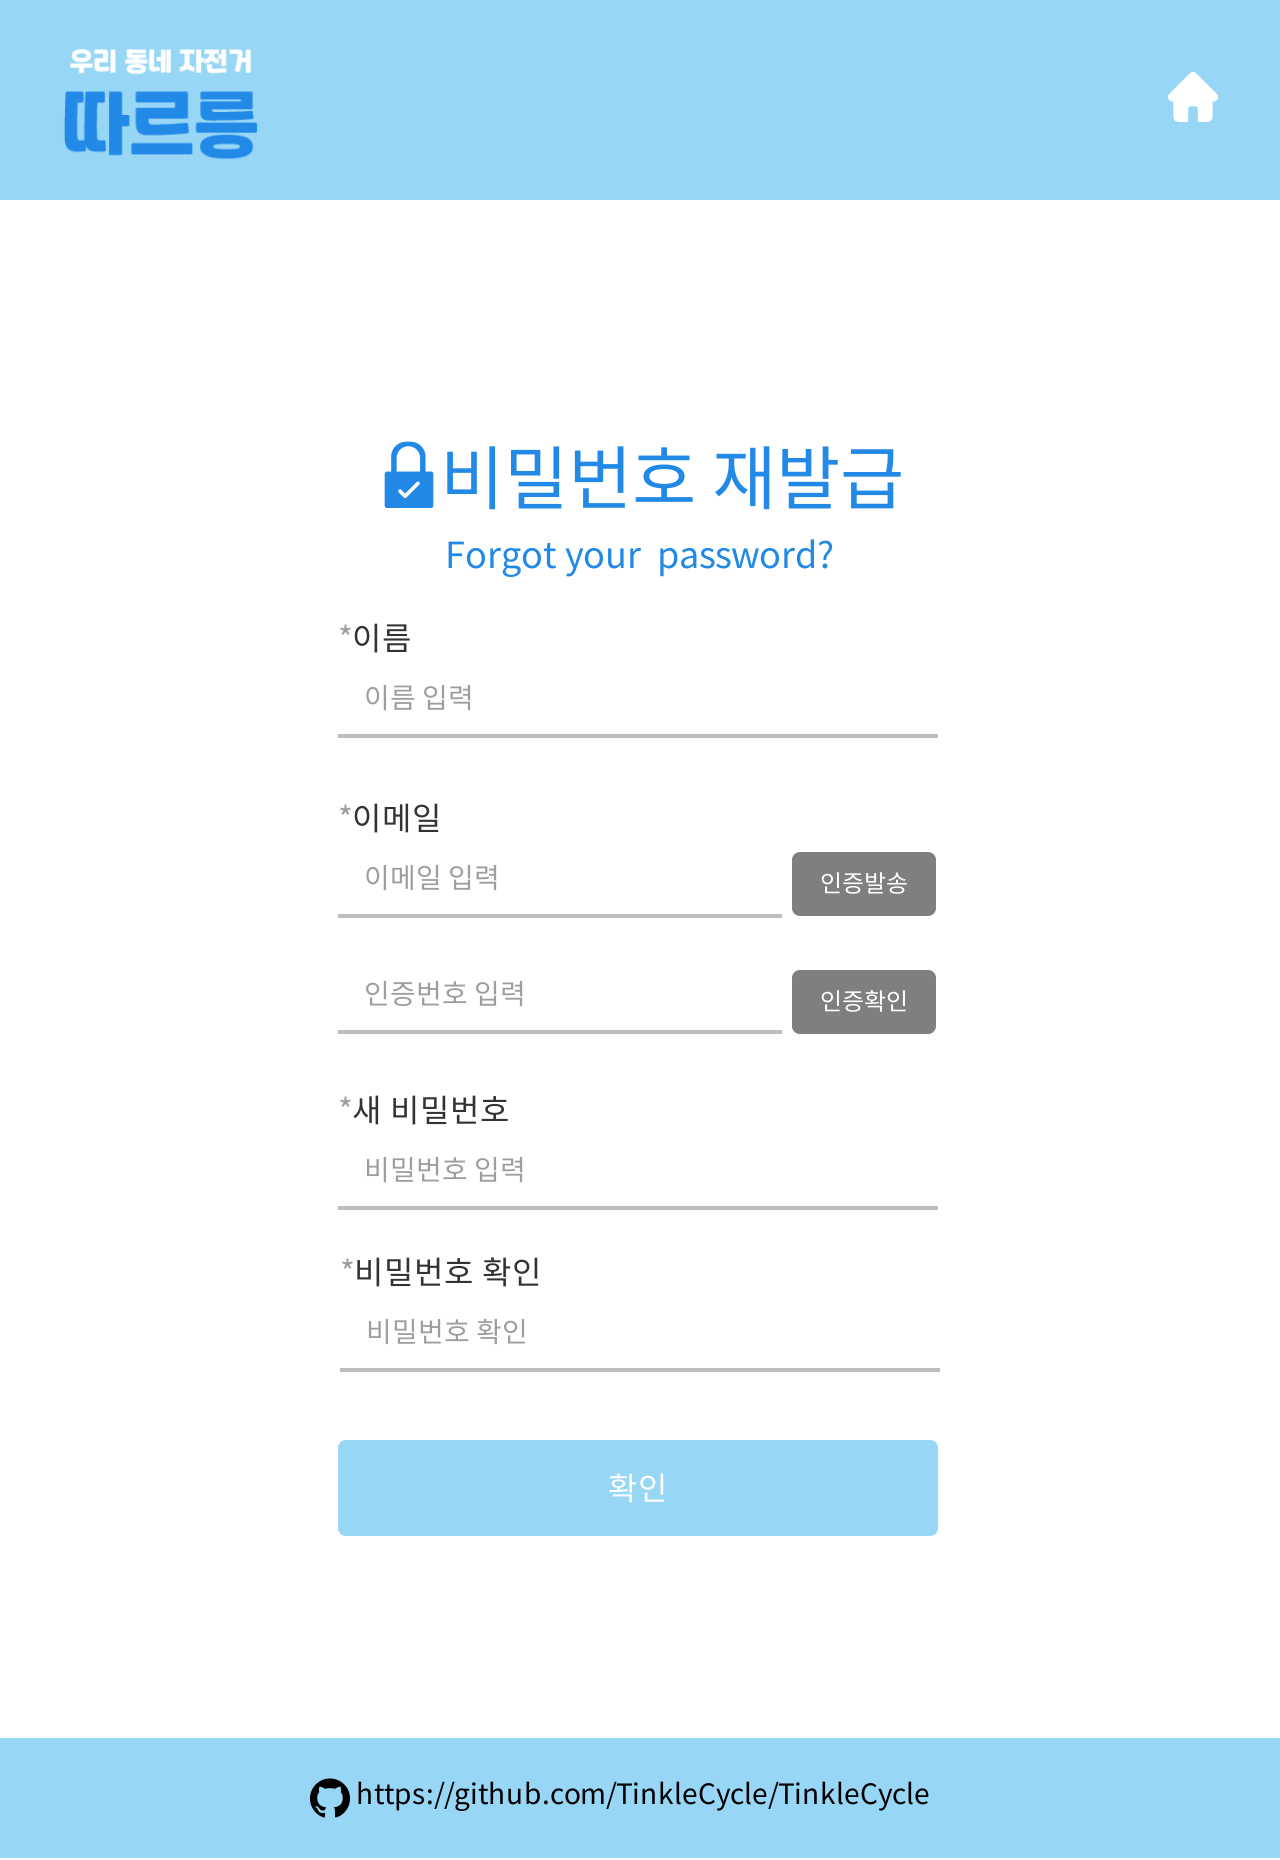 우리 동네 자전거
따르릉
비밀번호 재발급
Forgot your password?
*이름
이름 입력
*이메일
이메일 입력
인증발송
인증번호 입력
인증확인
*새 비밀번호
비밀번호 입력
*비밀번호 확인
비밀번호 확인
확인
https://github.com/TinkleCycle/TinkleCycle